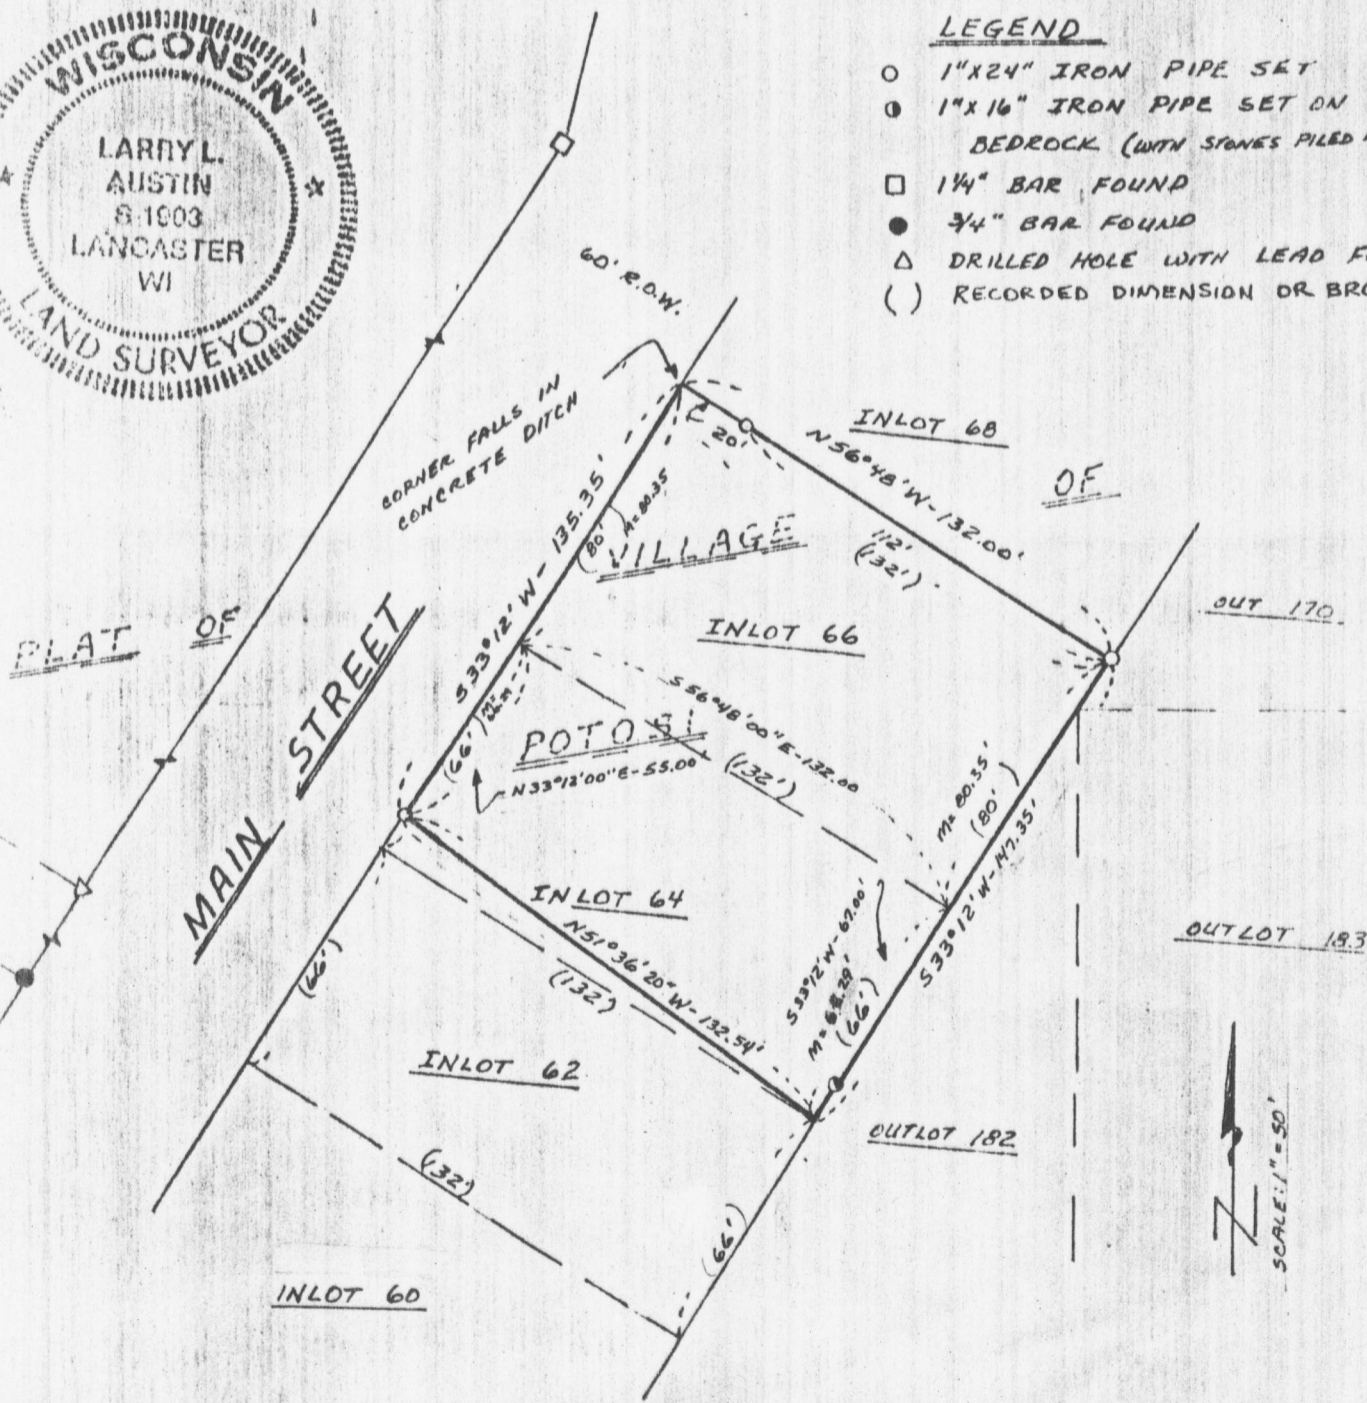 WISCONSIN
LARRY L.
AUSTIN
S-1903
LANCASTER
WI
LAND SURVEYOR
LEGEND
1"X24" IRON PIPE SET
1"X16" IRON PIPE SET ON
BEDROCK (WITH STONES PILED
1¼" BAR FOUND
¾" BAR FOUND
DRILLED HOLE WITH LEAD
( ) RECORDED DIMENSION OR
60' R.O.W.
CORNER FALLS IN
CONCRETE DITCH
20'
INLOT 68
N56°48'W-132.00'
112'
(132')
OF
S33°12'W-135.35'
(80')
M=80.35
VILLAGE
PLAT OF
MAIN STREET
INLOT 66
OUT 170
S56°48'00"E-132.00
(132')
POTOSI
(66')
N33°12'00"E-55.00'
M=80.35'
(80')
S33°12'W-147.35'
INLOT 64
N51°36'20"W-132.54'
(132')
S33°12'W-67.00'
(66')
OUTLOT 183
(66')
INLOT 62
OUTLOT 182
(132')
(66')
INLOT 60
SCALE: 1"=50'